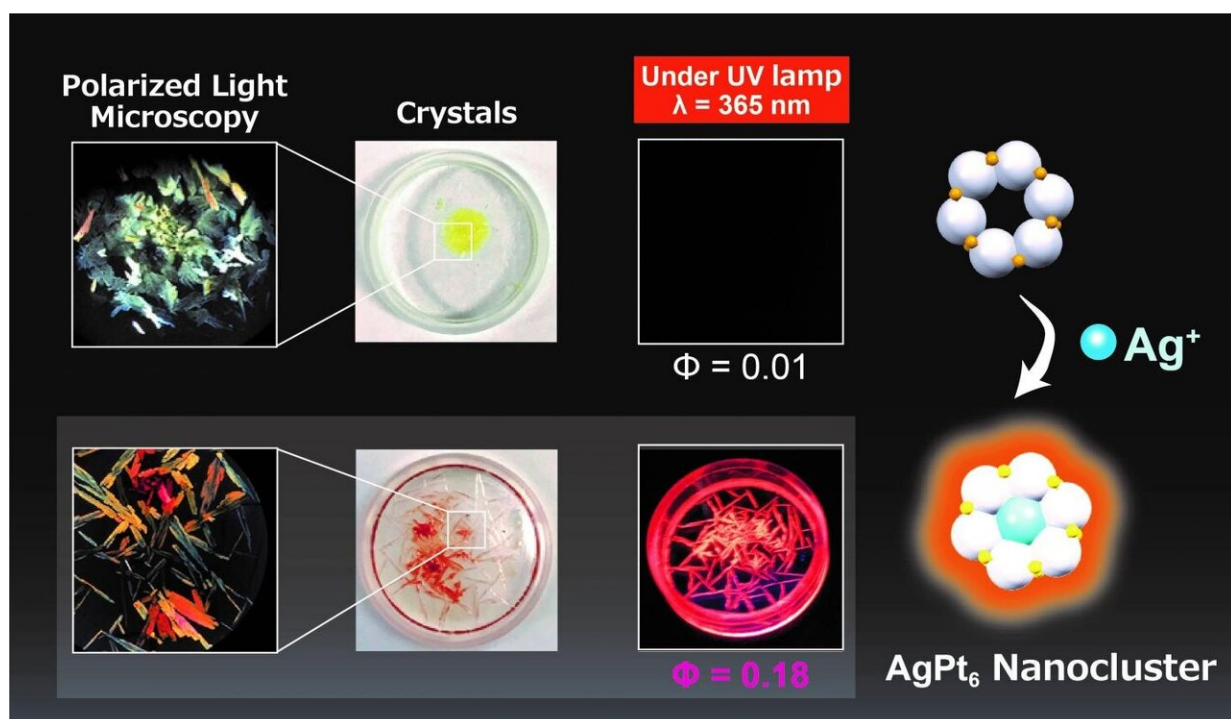 Polarized Light
Microscopy
Crystals
Under UV lamp
λ = 365 nm
Φ = 0.01
Ag⁺
Φ = 0.18
AgPt₆ Nanocluster